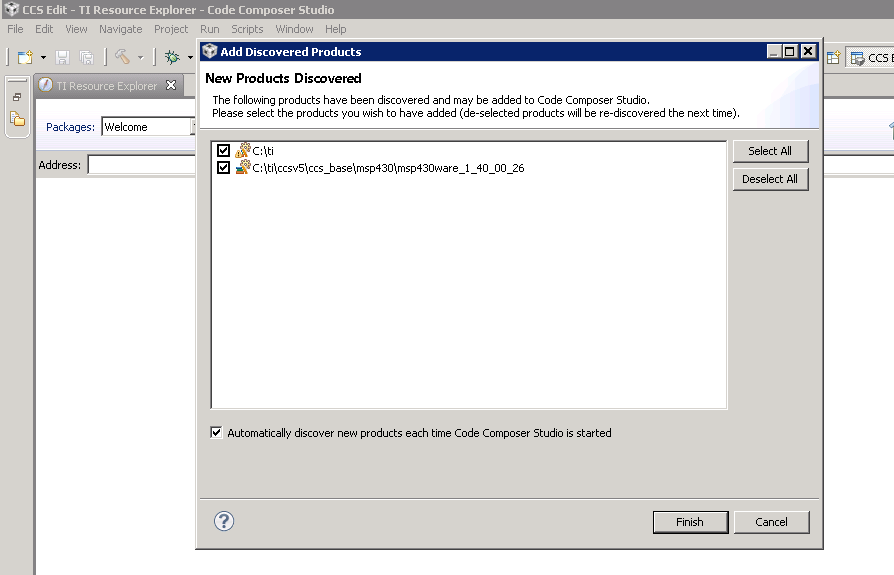 CCS Edit - TI Resource Explorer - Code Composer Studio
File Edit View Navigate Project Run Scripts Window Help
CCS E
TI Resource Explorer
Packages: Welcome
Address:
Add Discovered Products
New Products Discovered
The following products have been discovered and may be added to Code Composer Studio.
Please select the products you wish to have added (de-selected products will be re-discovered the next time).
C:\ti
C:\ti\ccsv5\ccs_base\msp430\msp430ware_1_40_00_26
Select All
Deselect All
Automatically discover new products each time Code Composer Studio is started
?
Finish Cancel